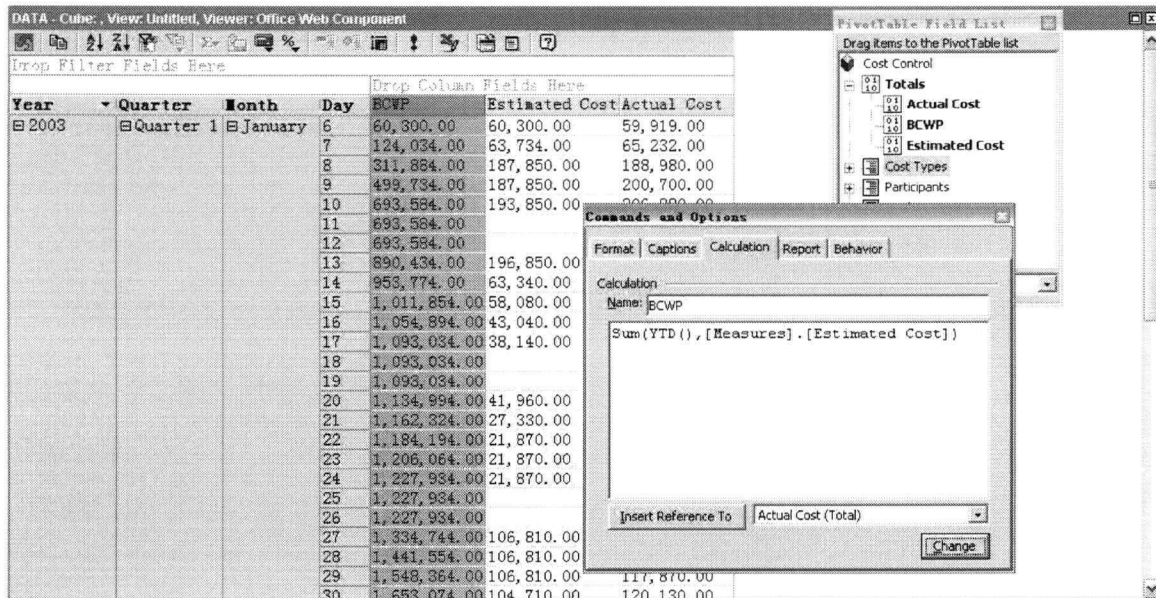 DATA - Cube: , View: Untitled, Viewer: Office Web Component
Drop Filter Fields Here
Drop Column Fields Here
Year Quarter Month Day BCWP Estimated Cost Actual Cost
2003 Quarter 1 January 6 60,300.00 60,300.00 59,919.00
7 124,034.00 63,734.00 65,232.00
8 311,884.00 187,850.00 188,980.00
9 499,734.00 187,850.00 200,700.00
10 693,584.00 193,850.00
11 693,584.00
12 693,584.00
13 890,434.00 196,850.00
14 953,774.00 63,340.00
15 1,011,854.00 58,080.00
16 1,054,894.00 43,040.00
17 1,093,034.00 38,140.00
18 1,093,034.00
19 1,093,034.00
20 1,134,994.00 41,960.00
21 1,162,324.00 27,330.00
22 1,184,194.00 21,870.00
23 1,206,064.00 21,870.00
24 1,227,934.00 21,870.00
25 1,227,934.00
26 1,227,934.00
27 1,334,744.00 106,810.00
28 1,441,554.00 106,810.00
29 1,548,364.00 106,810.00 117,870.00
30 1,653,074.00 104,710.00 120,130.00
PivotTable Field List
Drag items to the PivotTable list
Cost Control
Totals
Actual Cost
BCWP
Estimated Cost
Cost Types
Participants
Commands and Options
Format Captions Calculation Report Behavior
Calculation
Name: BCWP
Sum(YTD(),[Measures].[Estimated Cost])
Insert Reference To Actual Cost (Total)
Change